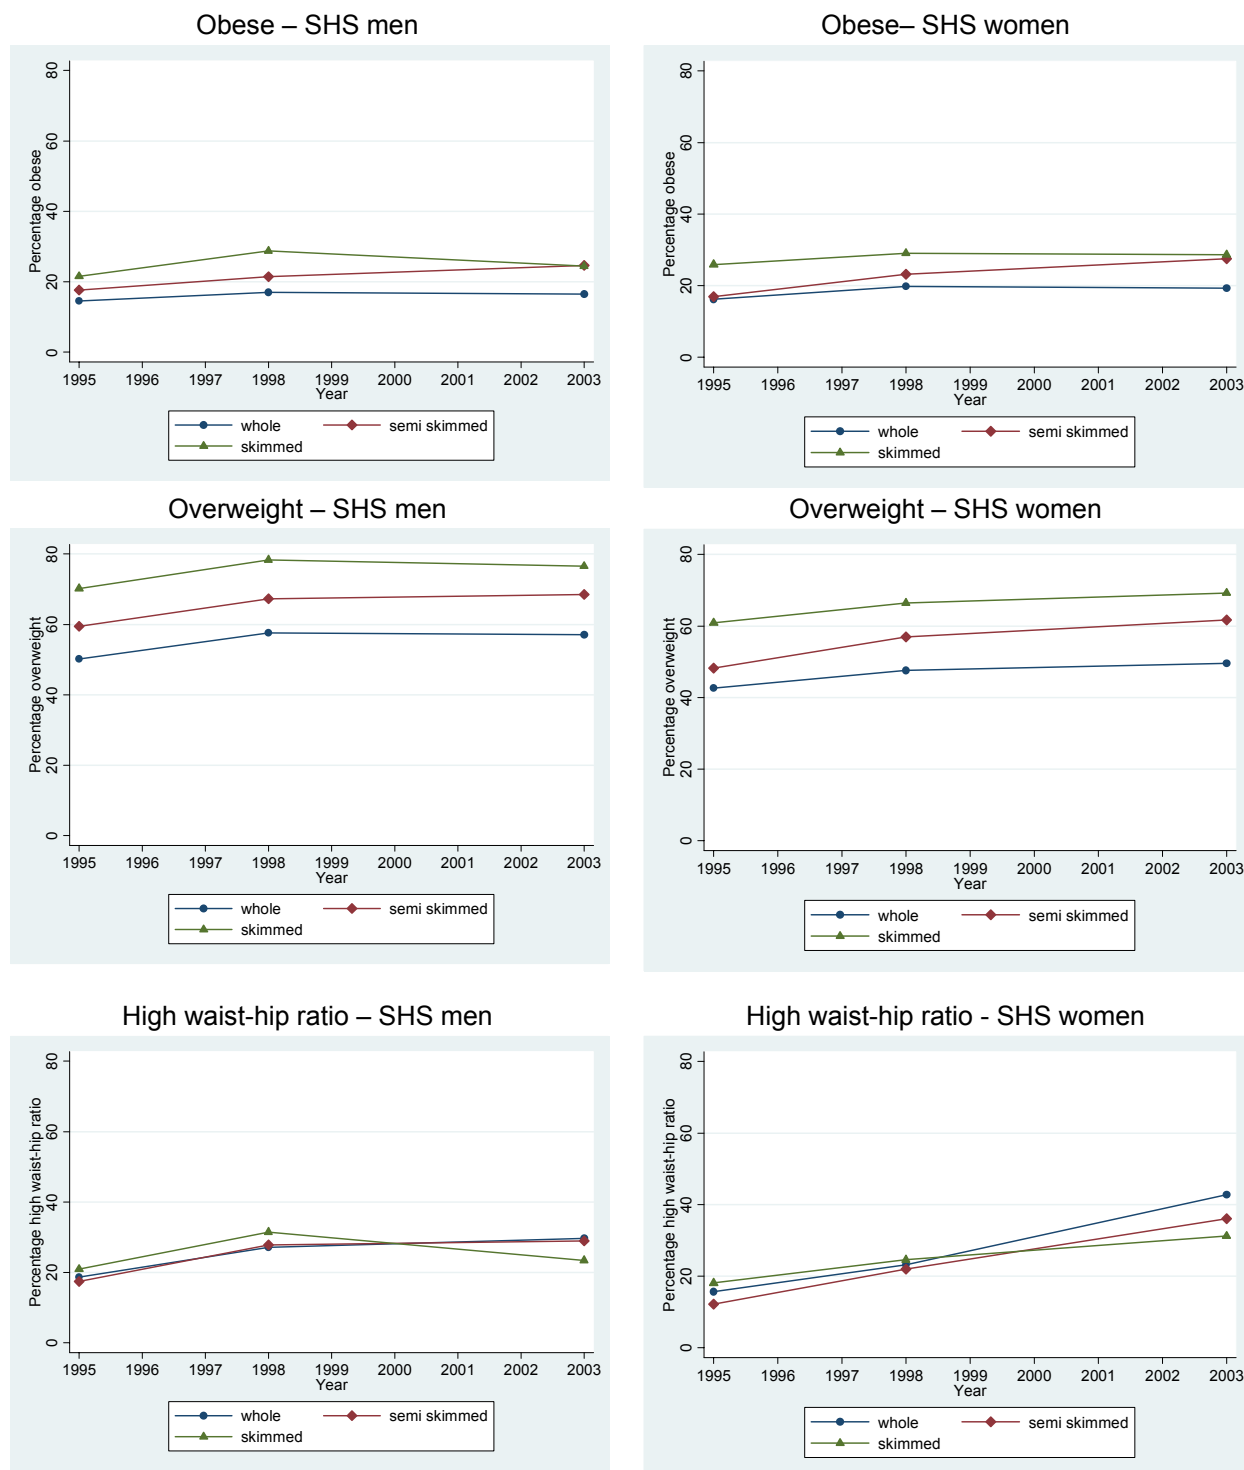 Obese – SHS men
Percentage obese
80
60
40
20
0
1995 1996 1997 1998 1999 2000 2001 2002 2003
Year
whole semi skimmed
skimmed
Obese– SHS women
Percentage obese
80
60
40
20
0
1995 1996 1997 1998 1999 2000 2001 2002 2003
Year
whole semi skimmed
skimmed
Overweight – SHS men
Percentage overweight
80
60
40
20
0
1995 1996 1997 1998 1999 2000 2001 2002 2003
Year
whole semi skimmed
skimmed
Overweight – SHS women
Percentage overweight
80
60
40
20
0
1995 1996 1997 1998 1999 2000 2001 2002 2003
Year
whole semi skimmed
skimmed
High waist-hip ratio – SHS men
Percentage high waist-hip ratio
80
60
40
20
0
1995 1996 1997 1998 1999 2000 2001 2002 2003
Year
whole semi skimmed
skimmed
High waist-hip ratio - SHS women
Percentage high waist-hip ratio
80
60
40
20
0
1995 1996 1997 1998 1999 2000 2001 2002 2003
Year
whole semi skimmed
skimmed